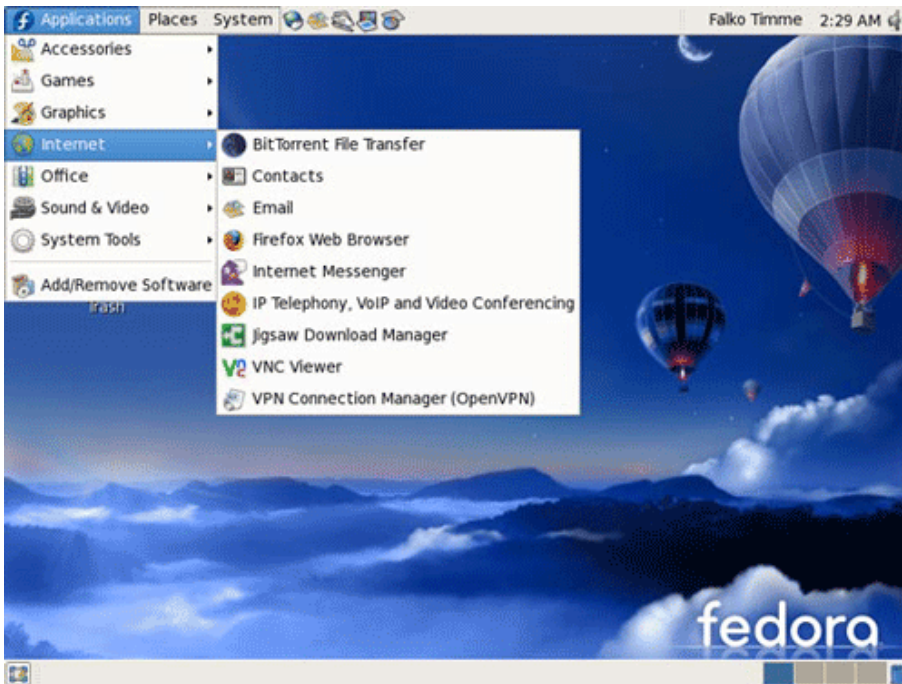 Applications Places System Falko Timme 2:29 AM
Accessories
Games
Graphics
Internet
Office
Sound & Video
System Tools
Add/Remove Software
Trash
BitTorrent File Transfer
Contacts
Email
Firefox Web Browser
Internet Messenger
IP Telephony, VoIP and Video Conferencing
Jigsaw Download Manager
VNC Viewer
VPN Connection Manager (OpenVPN)
fedora